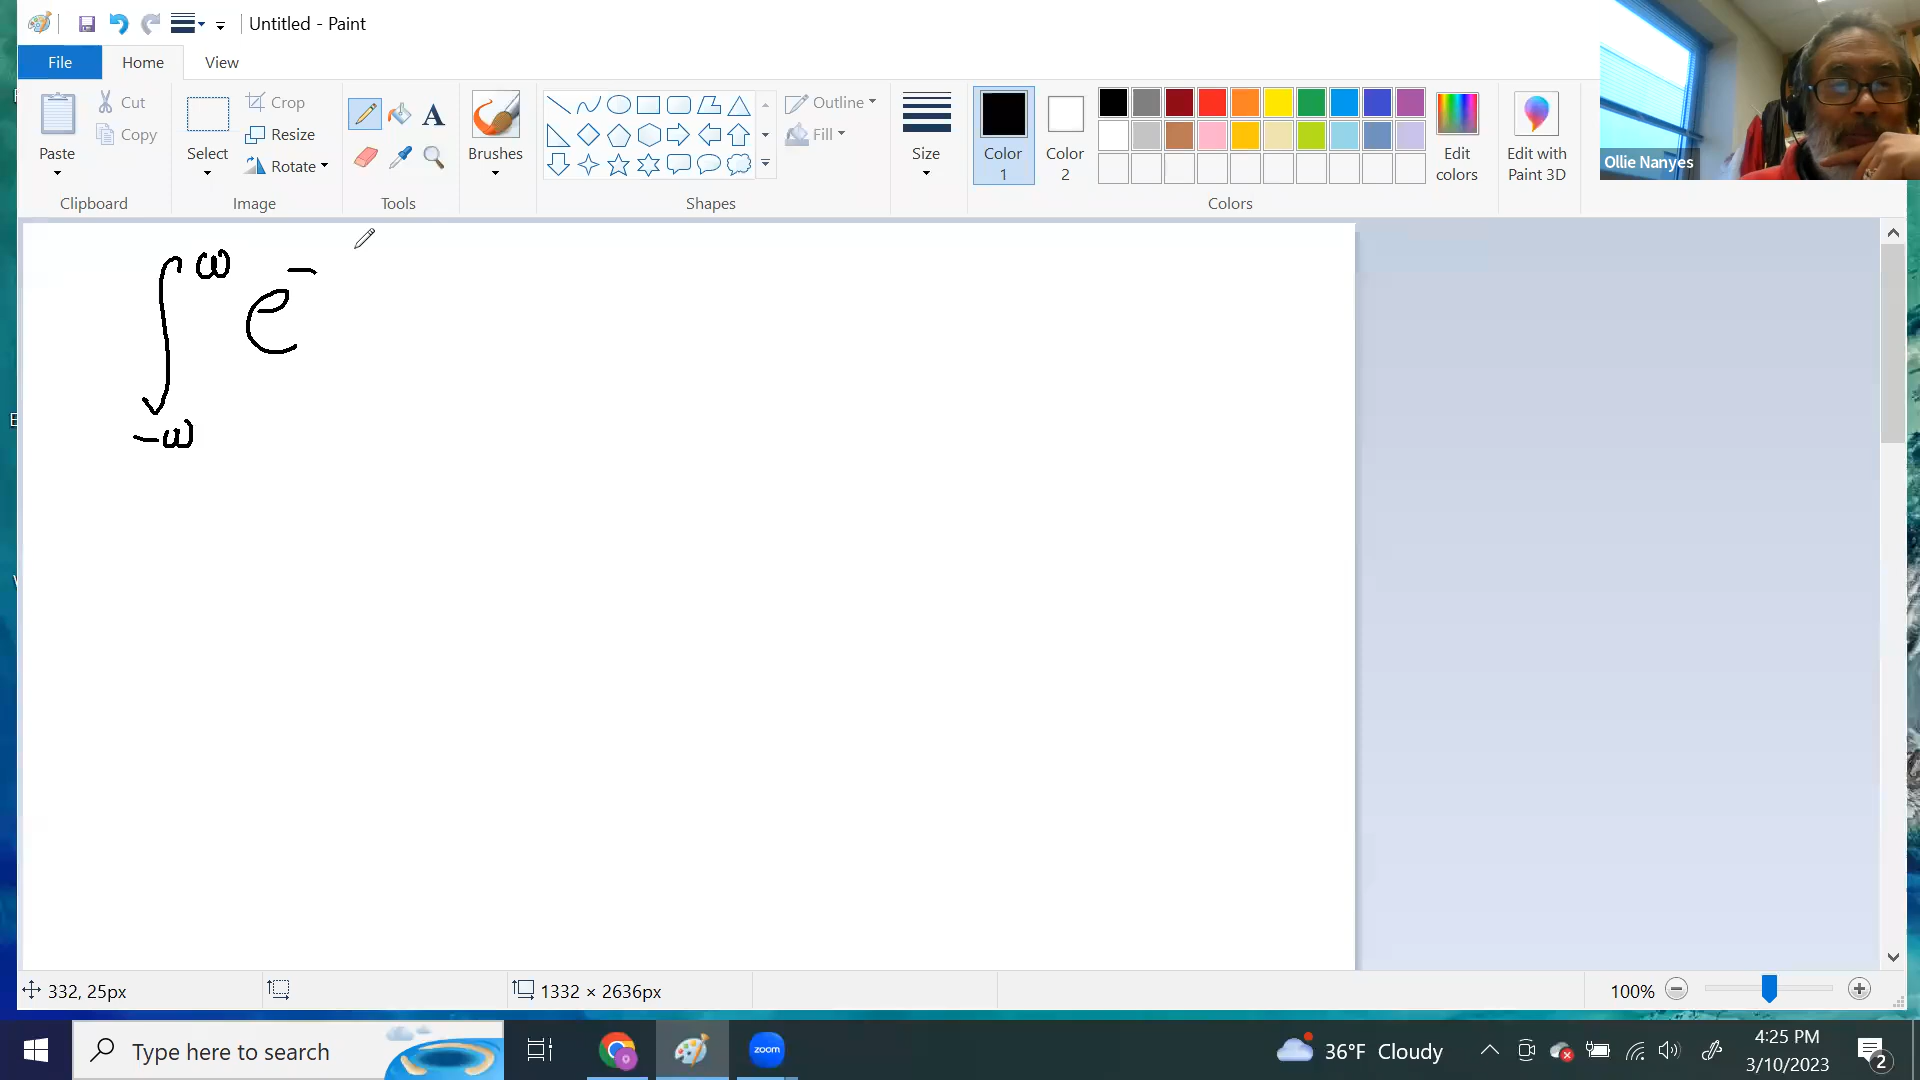 Untitled - Paint
File Home View
Paste
Cut
Copy
Clipboard
Select
Crop
Resize
Rotate
Image
Tools
Brushes
Shapes
Outline
Fill
Size
Color 1
Color 2
Colors
Edit colors
Edit with Paint 3D
Ollie Nanyes
∫ ω e −
-ω
332, 25px
1332 × 2636px
100%
Type here to search
zoom
36°F Cloudy
4:25 PM
3/10/2023
2